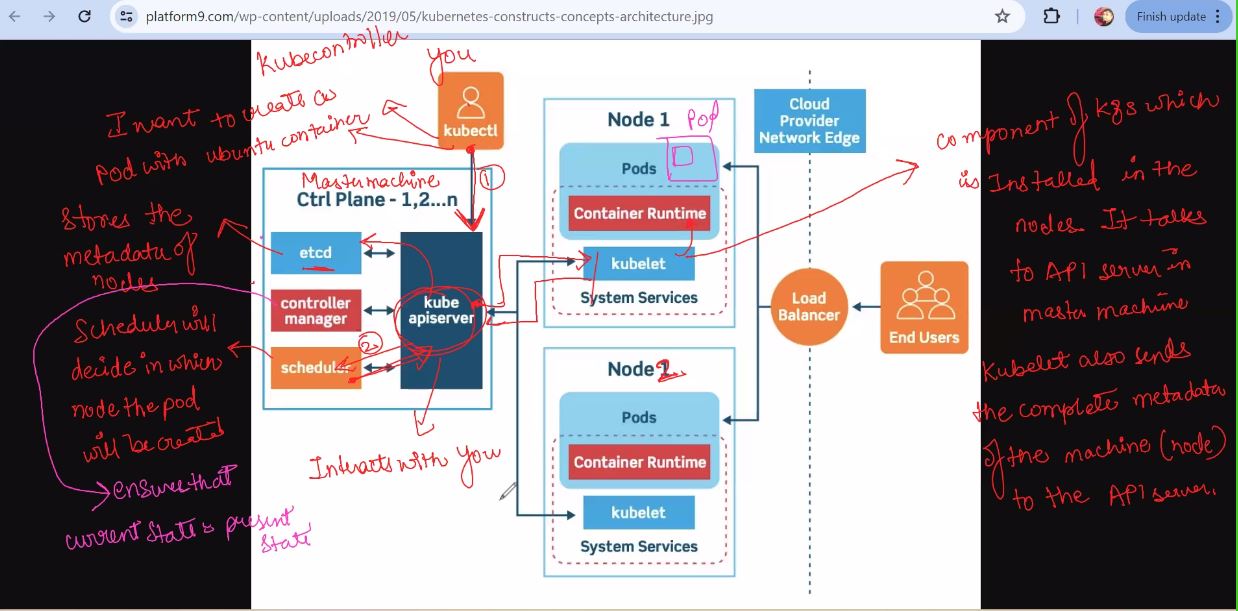 platform9.com/wp-content/uploads/2019/05/kubernetes-constructs-concepts-architecture.jpg
Finish update
Kubecontroller
You
I want to create a
Pod with ubuntu container
kubectl
1
Master machine
Ctrl Plane - 1,2...n
etcd
controller
manager
scheduler
kube
apiserver
2
Stores the
metadata of
nodes
Scheduler will
decide in which
node the pod
will be created
ensures that
current state = present
state
Interacts with you
Node 1
Pod
Pods
Container Runtime
kubelet
System Services
Node 2
Pods
Container Runtime
kubelet
System Services
Cloud
Provider
Network Edge
Load
Balancer
End Users
component of K8s which
is Installed in the
nodes. It talks
to API server in
master machine
Kubelet also sends
the complete metadata
of the machine (node)
to the API server.